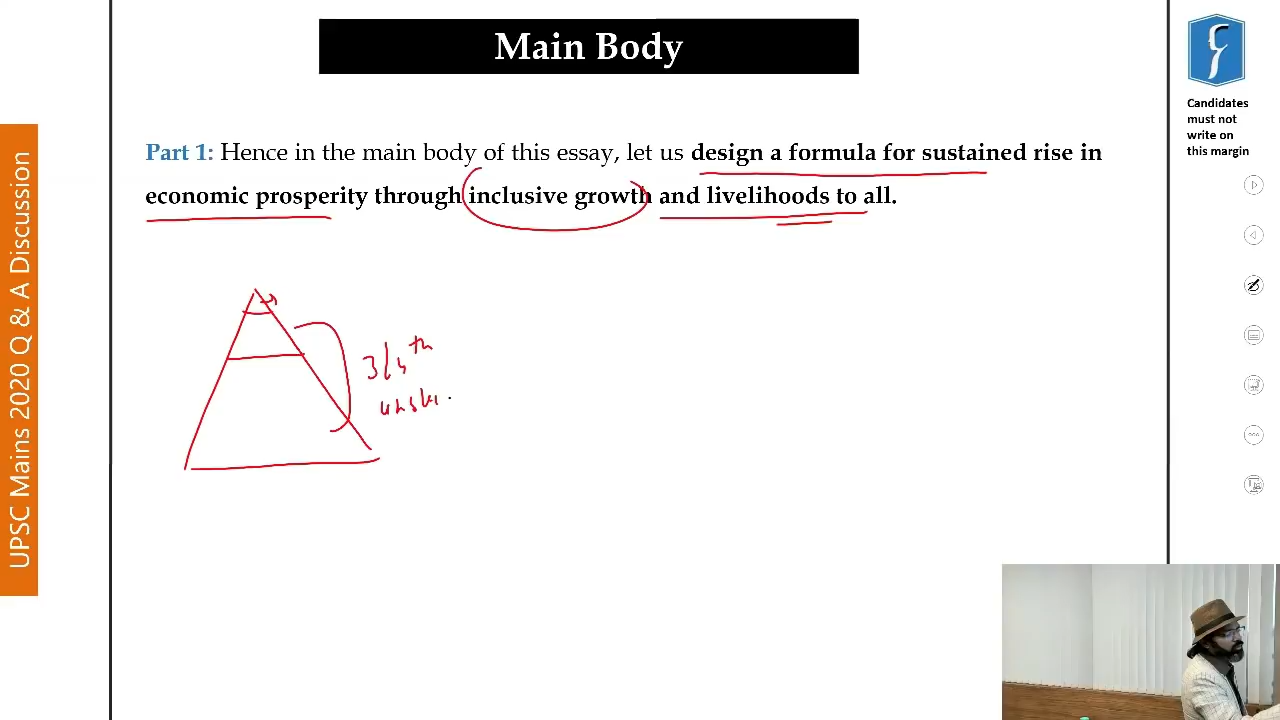 Main Body
Candidates
must not
write on
this margin
Part 1: Hence in the main body of this essay, let us design a formula for sustained rise in
economic prosperity through inclusive growth and livelihoods to all.
UPSC Mains 2020 Q & A Discussion
th